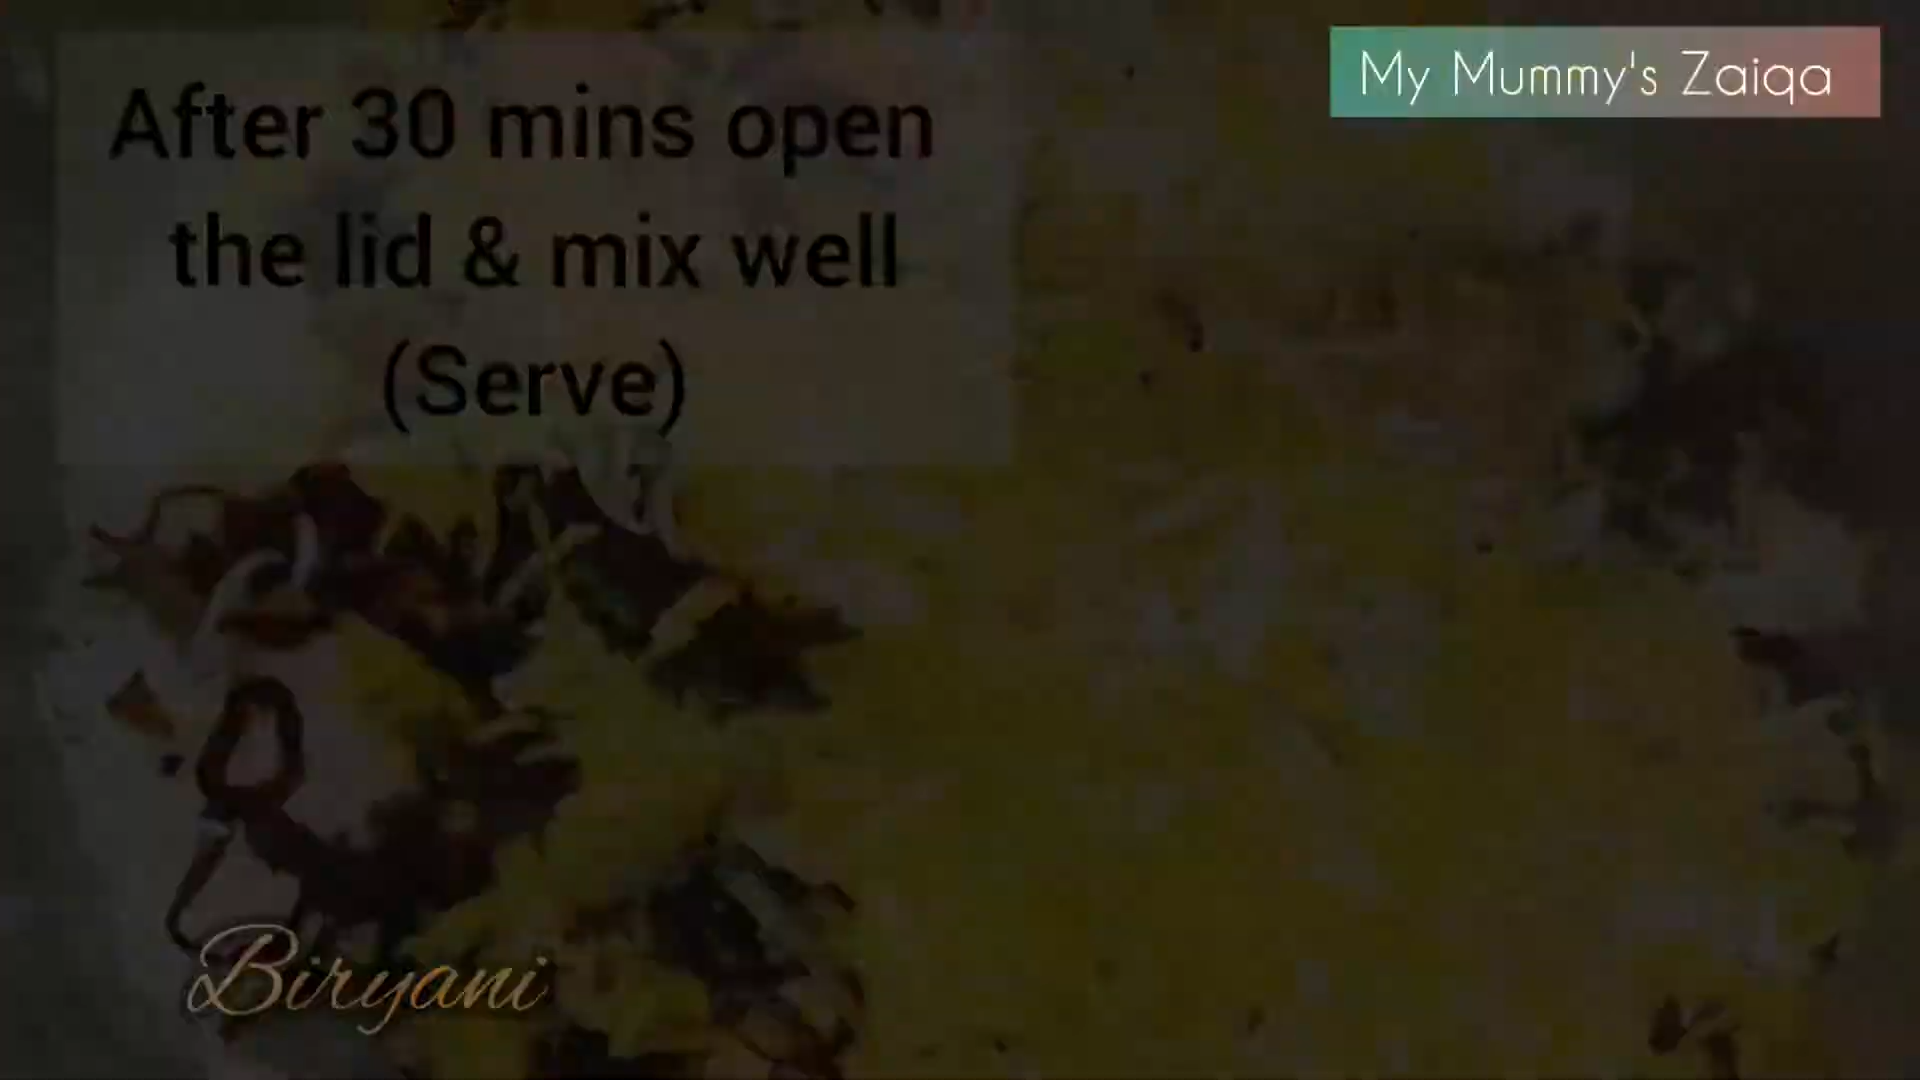 My Mummy's Zaiqa
After 30 mins open
the lid & mix well
(Serve)
Biryani